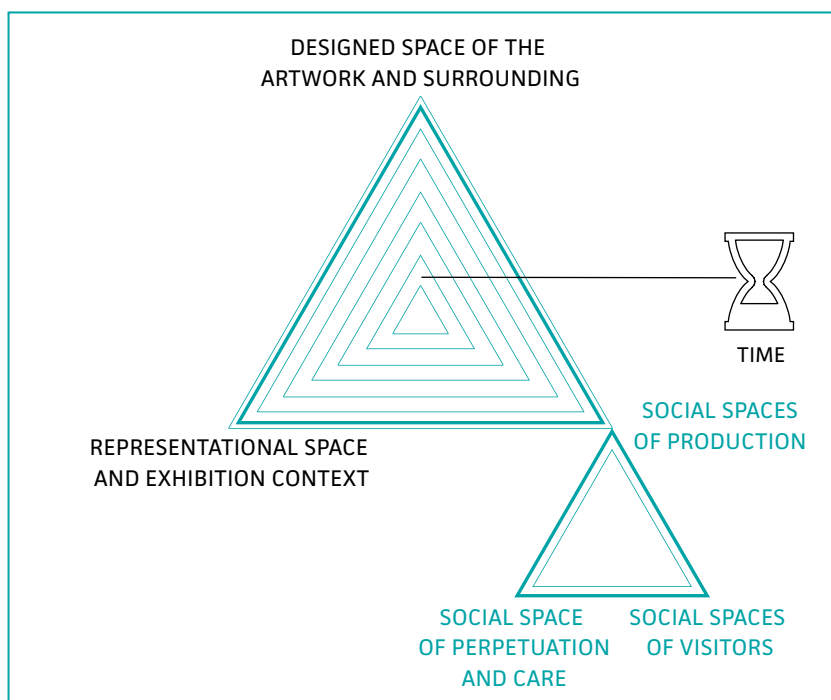 DESIGNED SPACE OF THE
ARTWORK AND SURROUNDING
TIME
SOCIAL SPACES
OF PRODUCTION
REPRESENTATIONAL SPACE
AND EXHIBITION CONTEXT
SOCIAL SPACE
OF PERPETUATION
AND CARE
SOCIAL SPACES
OF VISITORS